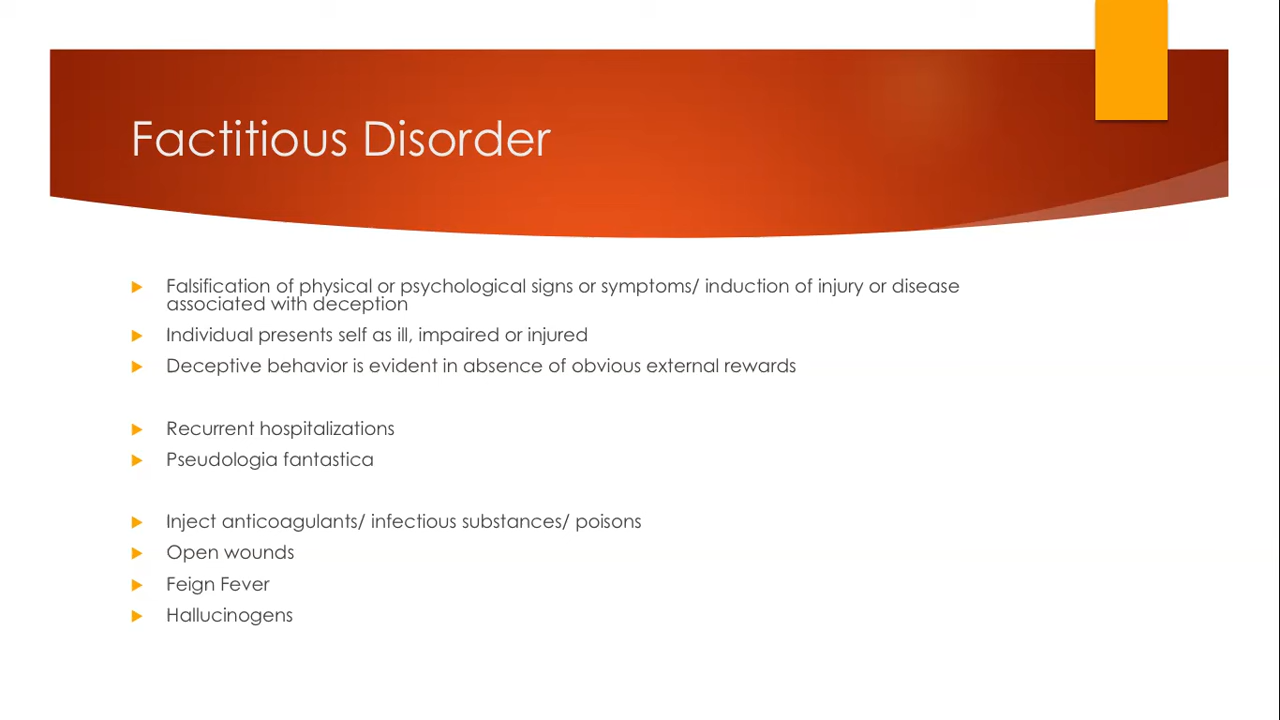 Factitious Disorder
Falsification of physical or psychological signs or symptoms/ induction of injury or disease
associated with deception
Individual presents self as ill, impaired or injured
Deceptive behavior is evident in absence of obvious external rewards
Recurrent hospitalizations
Pseudologia fantastica
Inject anticoagulants/ infectious substances/ poisons
Open wounds
Feign Fever
Hallucinogens